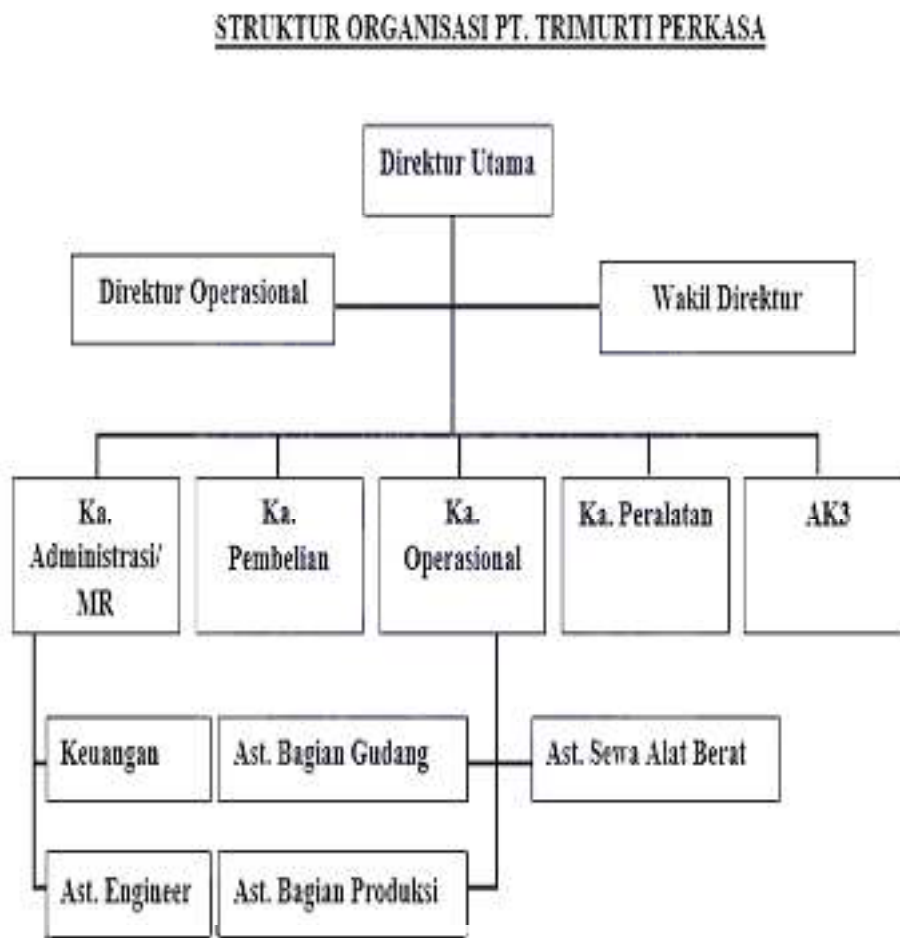 STRUKTUR ORGANISASI PT. TRIMURTI PERKASA
Direktur Utama
Direktur Operasional
Wakil Direktur
Ka.
Administrasi/
MR
Ka.
Pembelian
Ka.
Operasional
Ka. Peralatan
AK3
Keuangan
Ast. Bagian Gudang
Ast. Sewa Alat Berat
Ast. Engineer
Ast. Bagian Produksi